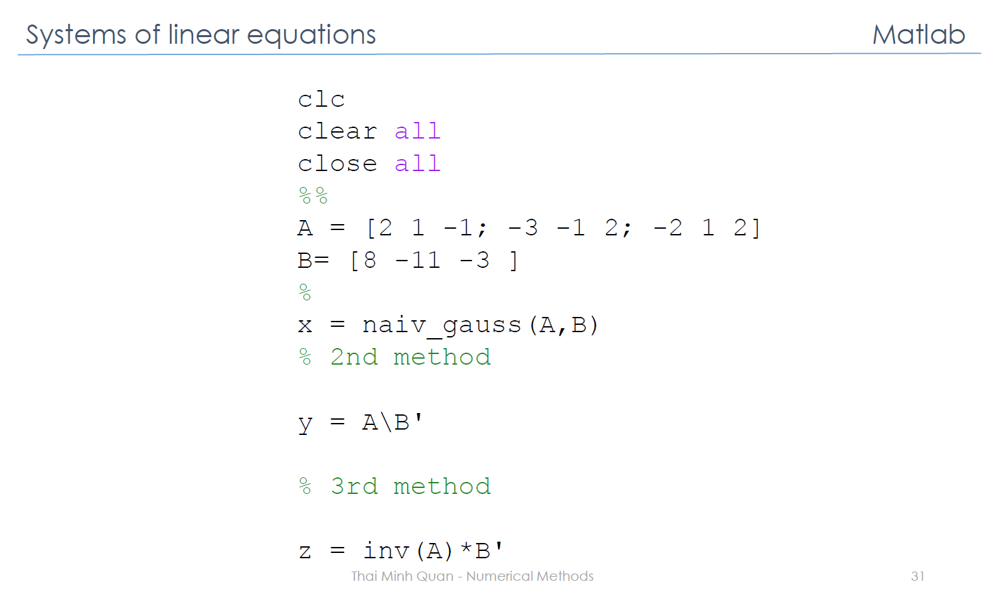 Systems of linear equations
Matlab
clc
clear all
close all
%%
A = [2 1 -1; -3 -1 2; -2 1 2]
B= [8 -11 -3 ]
%
x = naiv_gauss(A,B)
% 2nd method
y = A\B'
% 3rd method
z = inv(A)*B'
Thai Minh Quan - Numerical Methods
31